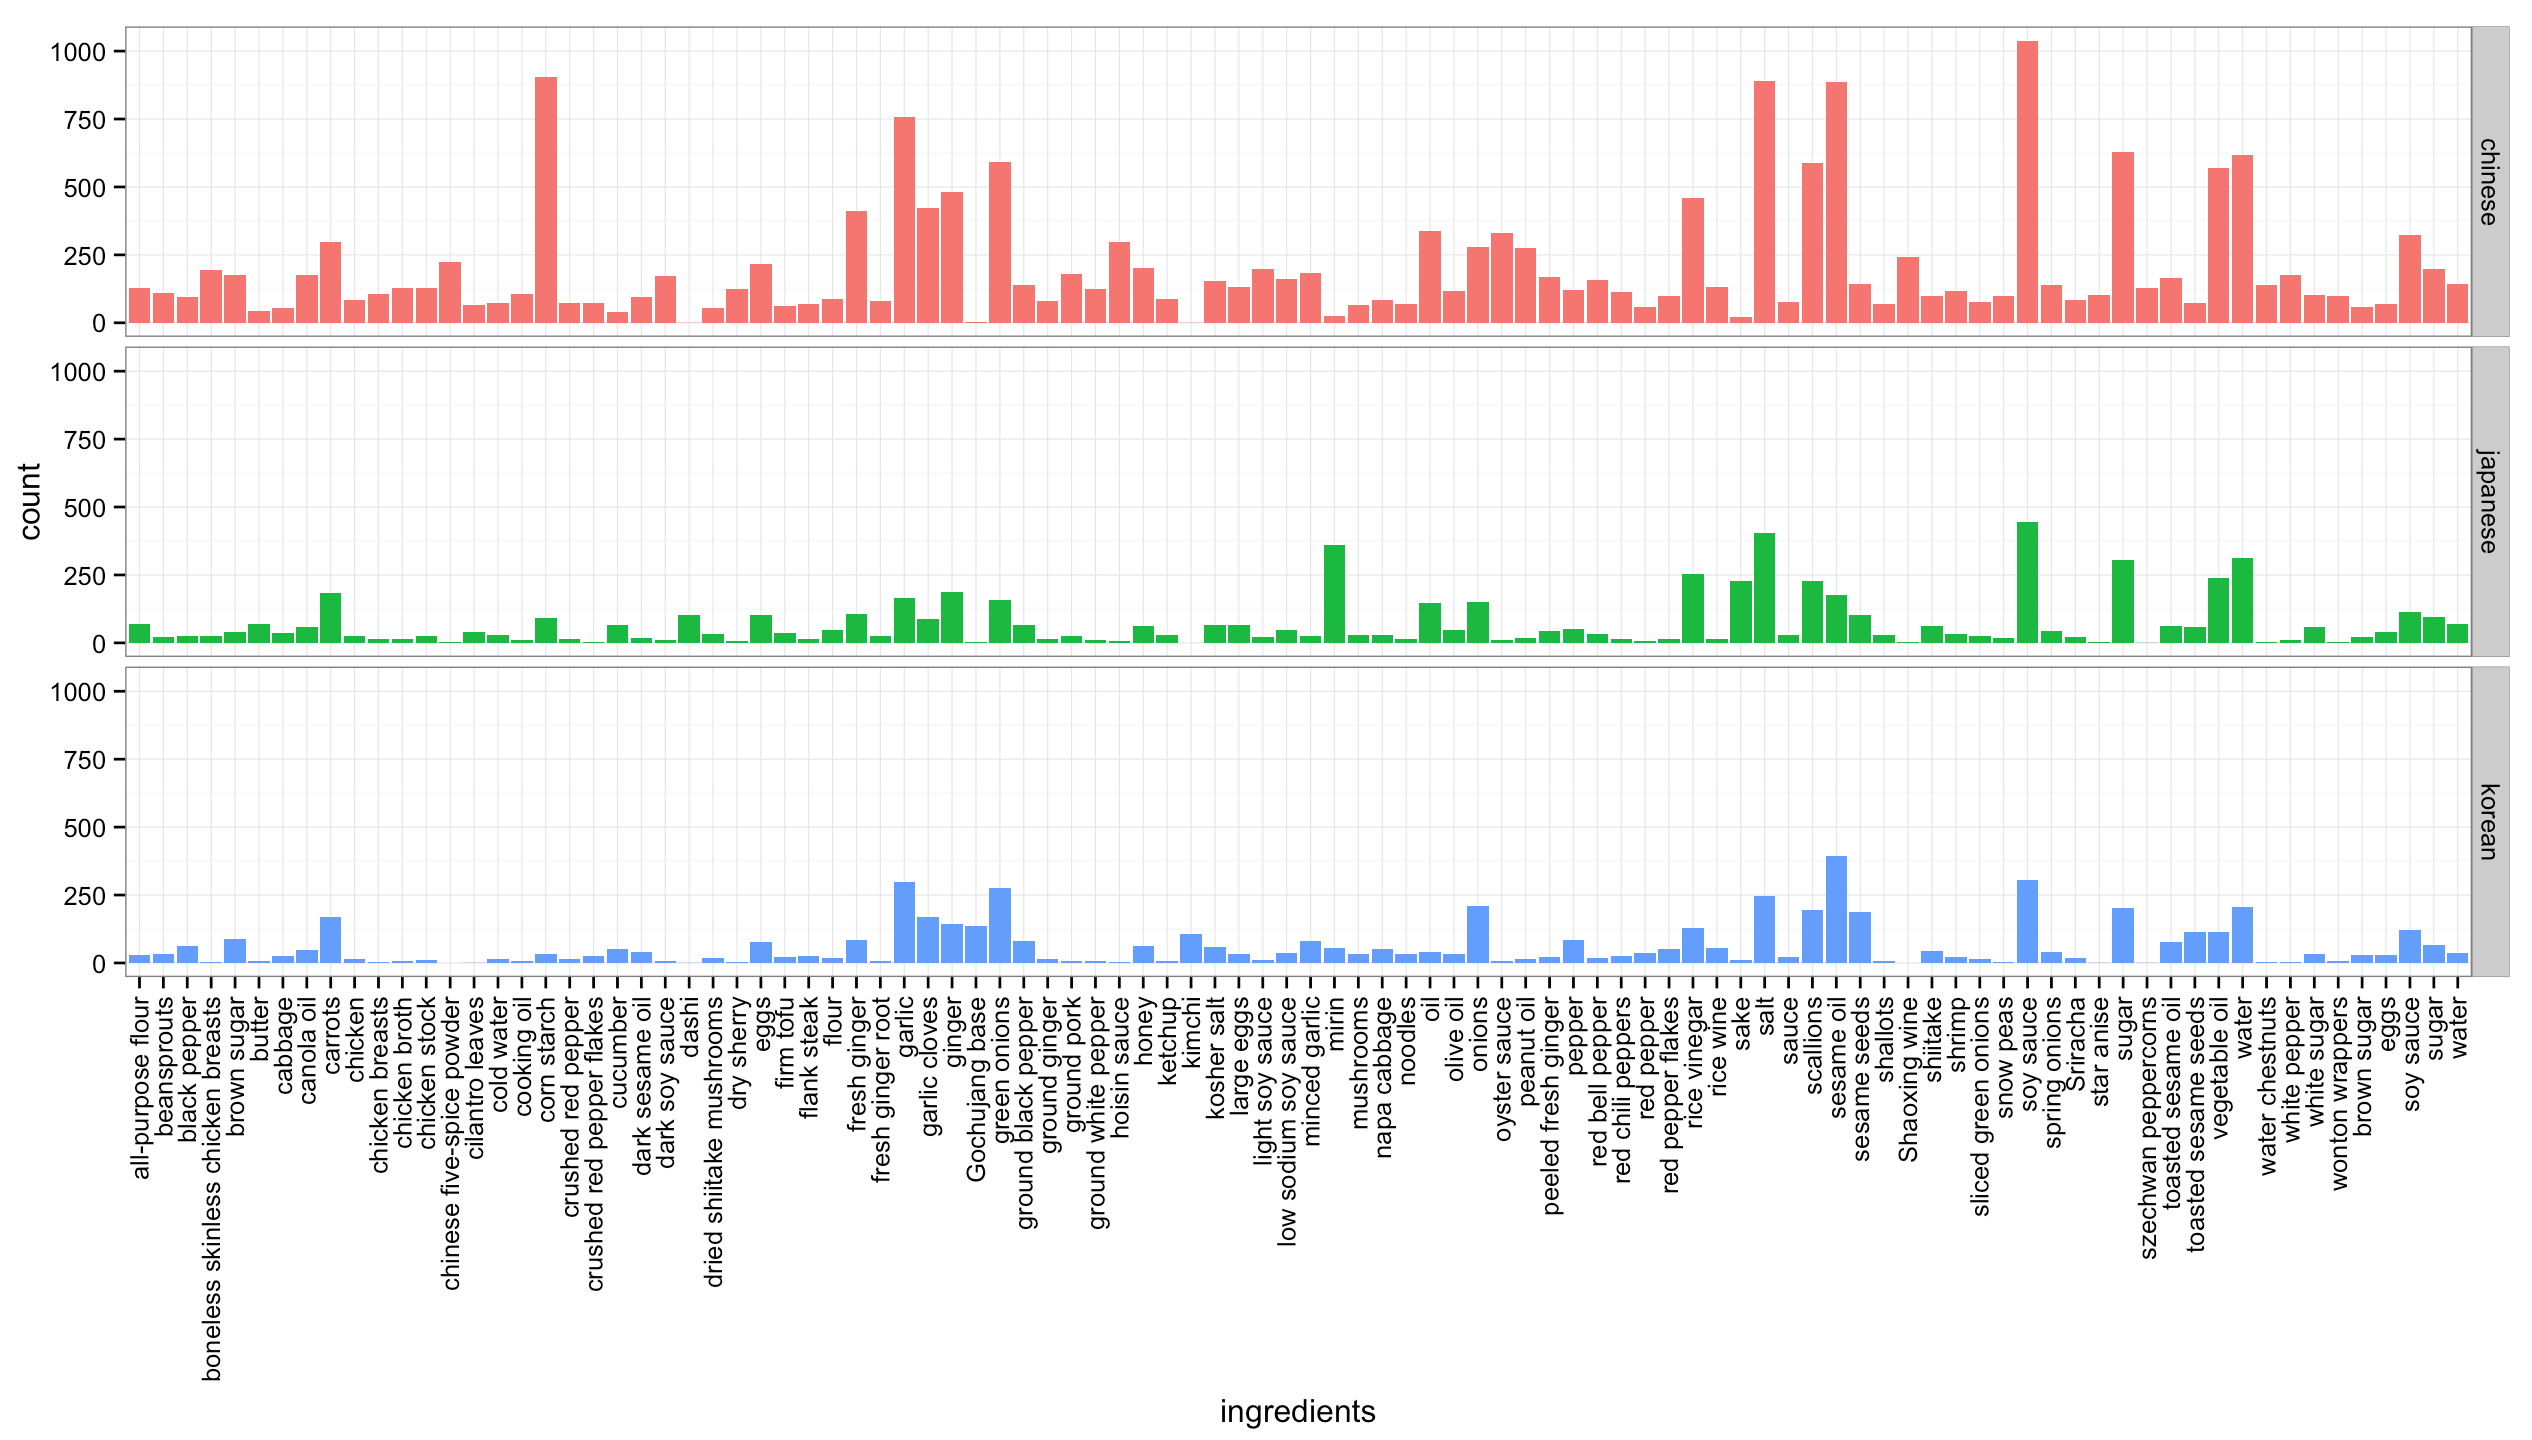 count
1000
750
500
250
0
chinese
1000
750
500
250
0
japanese
1000
750
500
250
0
korean
all-purpose flour
beansprouts
black pepper
boneless skinless chicken breasts
brown sugar
butter
cabbage
canola oil
carrots
chicken
chicken breasts
chicken broth
chicken stock
chinese five-spice powder
cilantro leaves
cold water
cooking oil
corn starch
crushed red pepper
crushed red pepper flakes
cucumber
dark sesame oil
dark soy sauce
dashi
dried shiitake mushrooms
dry sherry
eggs
firm tofu
flank steak
flour
fresh ginger
fresh ginger root
garlic
garlic cloves
ginger
Gochujang base
green onions
ground black pepper
ground ginger
ground pork
ground white pepper
hoisin sauce
honey
ketchup
kimchi
kosher salt
large eggs
light soy sauce
low sodium soy sauce
minced garlic
mirin
mushrooms
napa cabbage
noodles
oil
olive oil
onions
oyster sauce
peanut oil
peeled fresh ginger
pepper
red bell pepper
red chili peppers
red pepper
red pepper flakes
rice vinegar
rice wine
sake
salt
sauce
scallions
sesame oil
sesame seeds
shallots
Shaoxing wine
shiitake
shrimp
sliced green onions
snow peas
soy sauce
spring onions
Sriracha
star anise
sugar
szechwan peppercorns
toasted sesame oil
toasted sesame seeds
vegetable oil
water
water chestnuts
white pepper
white sugar
wonton wrappers
brown sugar
eggs
soy sauce
sugar
water
ingredients